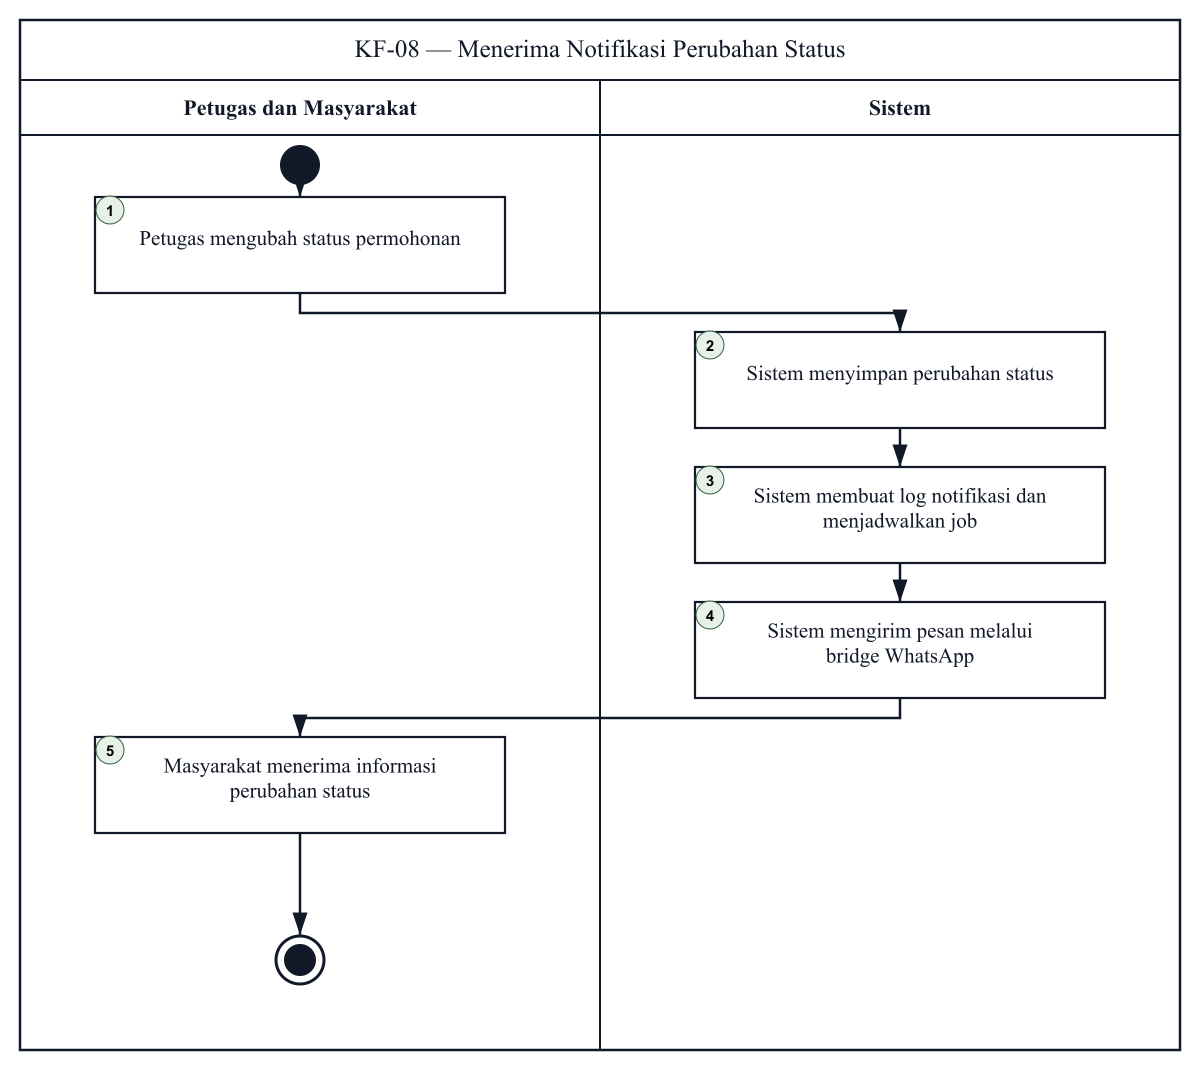 KF-08 — Menerima Notifikasi Perubahan Status
Petugas dan Masyarakat
Sistem
1
Petugas mengubah status permohonan
2
Sistem menyimpan perubahan status
3
Sistem membuat log notifikasi dan
menjadwalkan job
4
Sistem mengirim pesan melalui
bridge WhatsApp
5
Masyarakat menerima informasi
perubahan status